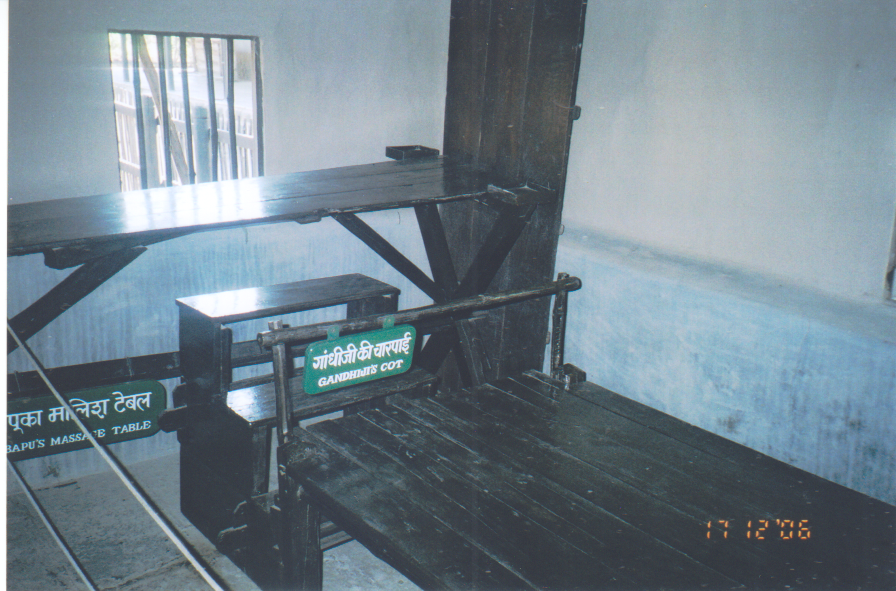 गांधीजी की चारपाई
GANDHIJI'S COT
पूका मालिश टेबल
BAPU'S MASSAGE TABLE
17 12 '06